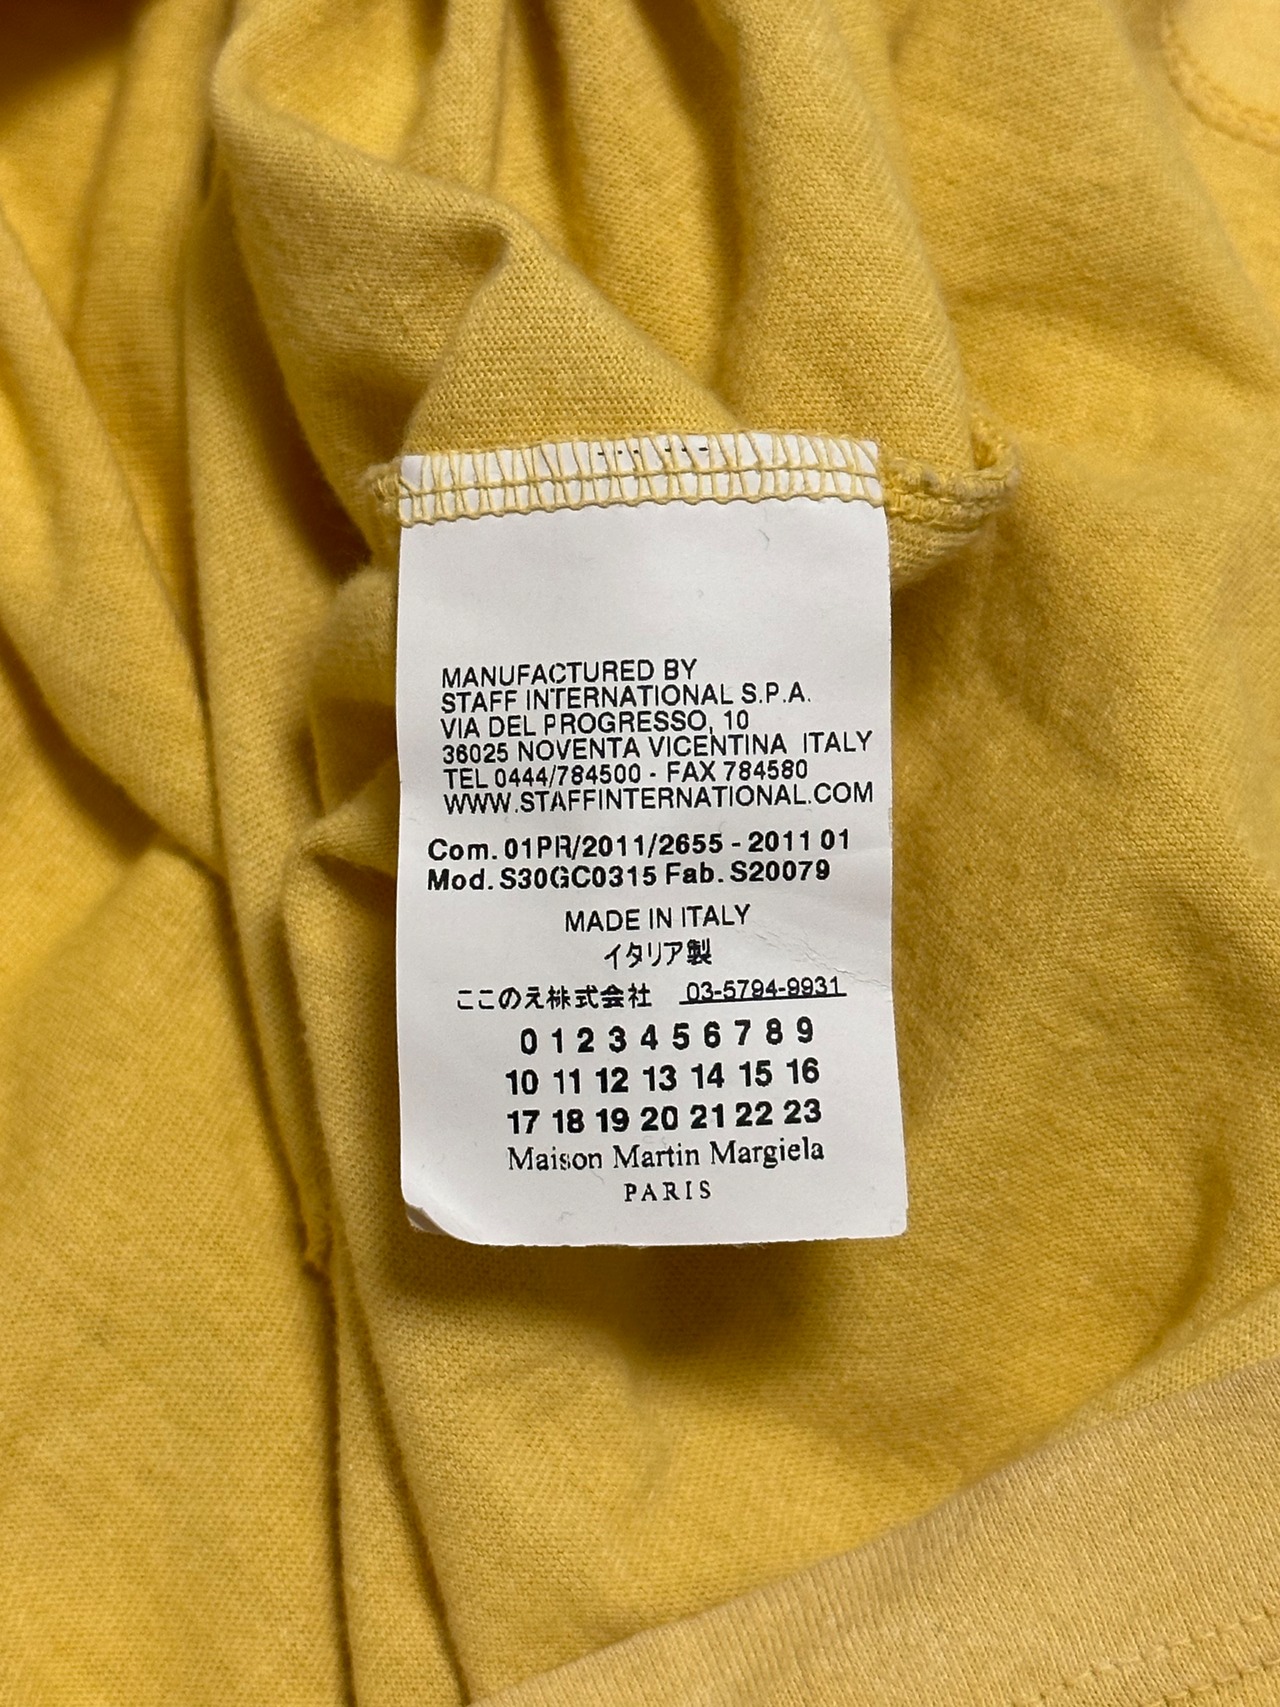 MANUFACTURED BY
STAFF INTERNATIONAL S.P.A.
VIA DEL PROGRESSO, 10
36025 NOVENTA VICENTINA ITALY
TEL 0444/784500 - FAX 784580
WWW.STAFFINTERNATIONAL.COM
Com. 01PR/2011/2655 - 2011 01
Mod. S30GC0315 Fab. S20079
MADE IN ITALY
イタリア製
ここのえ株式会社 03-5794-9931
0 1 2 3 4 5 6 7 8 9
10 11 12 13 14 15 16
17 18 19 20 21 22 23
Maison Martin Margiela
PARIS